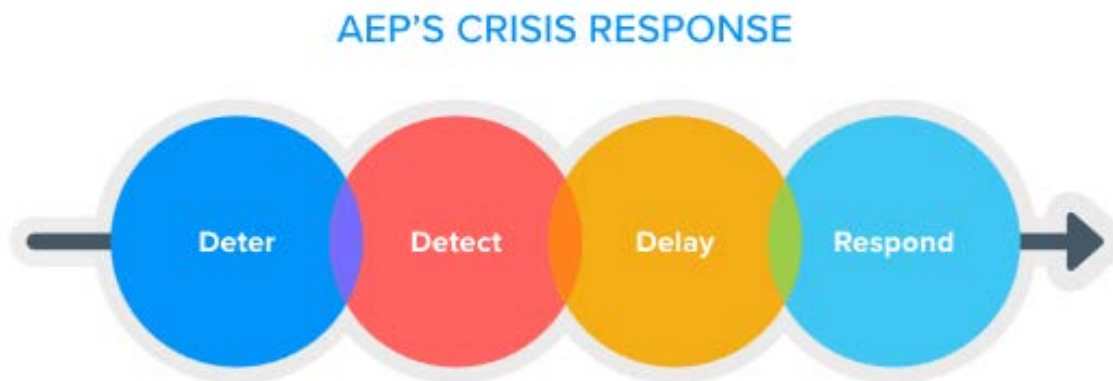 AEP'S CRISIS RESPONSE
Deter
Detect
Delay
Respond